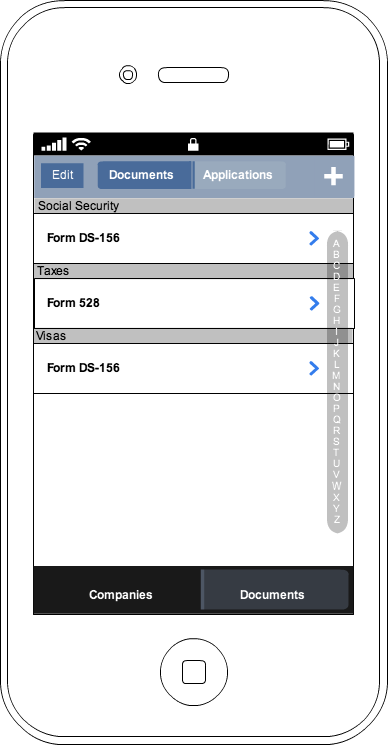 Edit Documents Applications
Social Security
Form DS-156
Taxes
Form 528
Visas
Form DS-156
A
B
C
D
E
F
G
H
I
J
K
L
M
N
O
P
Q
R
S
T
U
V
W
X
Y
Z
Companies Documents